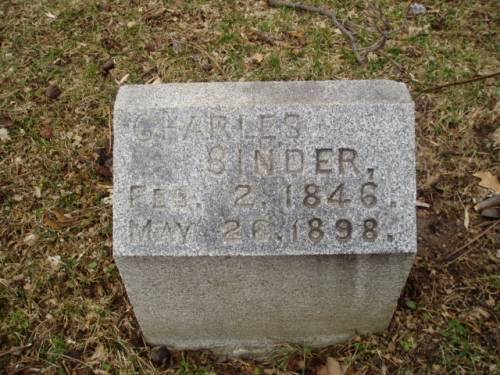 CHARLES
SINDER,
FEB. 2, 1846.
MAY 26, 1898.